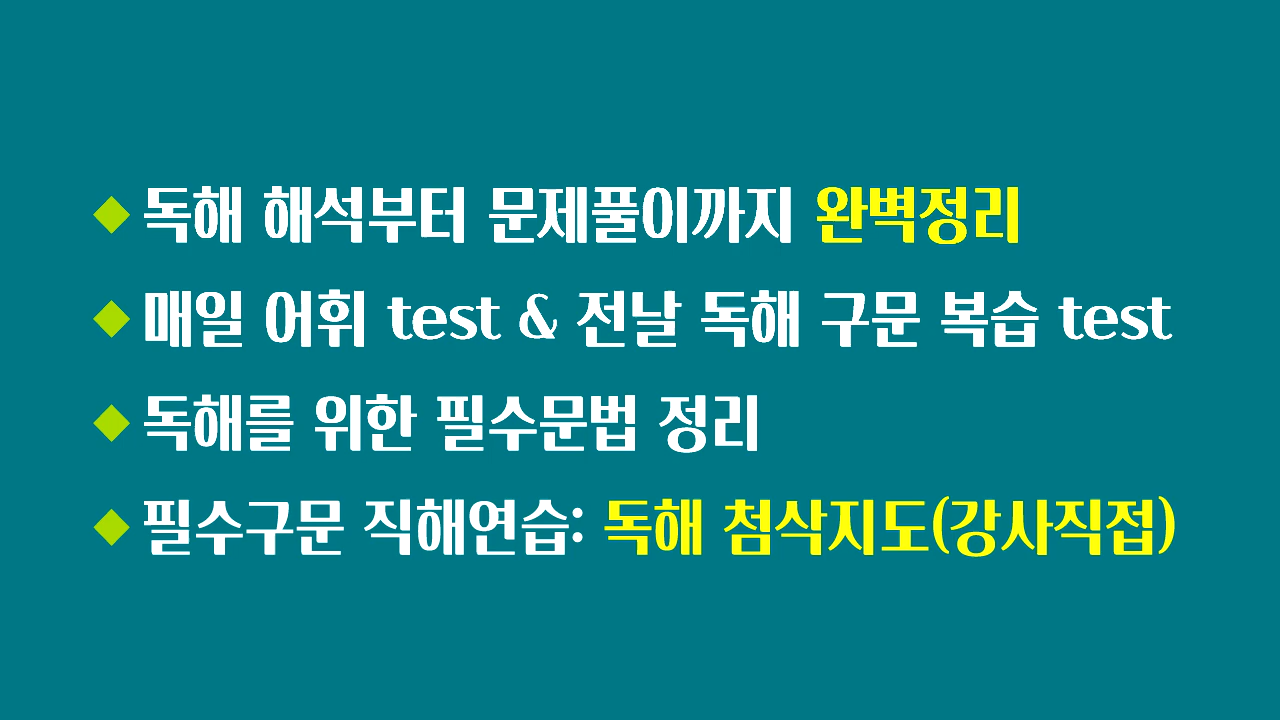 독해 해석부터 문제풀이까지 완벽정리
매일 어휘 test & 전날 독해 구문 복습 test
독해를 위한 필수문법 정리
필수구문 직해연습: 독해 첨삭지도(강사직접)